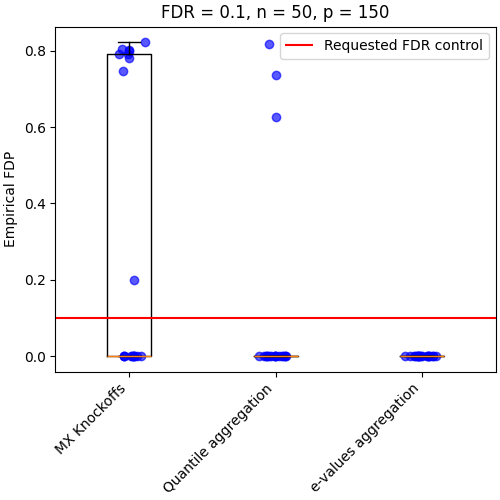 FDR = 0.1, n = 50, p = 150
Requested FDR control
Empirical FDP
0.8
0.6
0.4
0.2
0.0
MX Knockoffs
Quantile aggregation
e-values aggregation